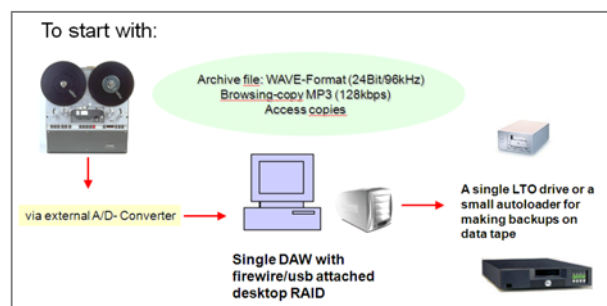 To start with:
Archive file: WAVE-Format (24Bit/96kHz)
Browsing-copy MP3 (128kbps)
Access copies
via external A/D- Converter
Single DAW with
firewire/usb attached
desktop RAID
A single LTO drive or a
small autoloader for
making backups on
data tape